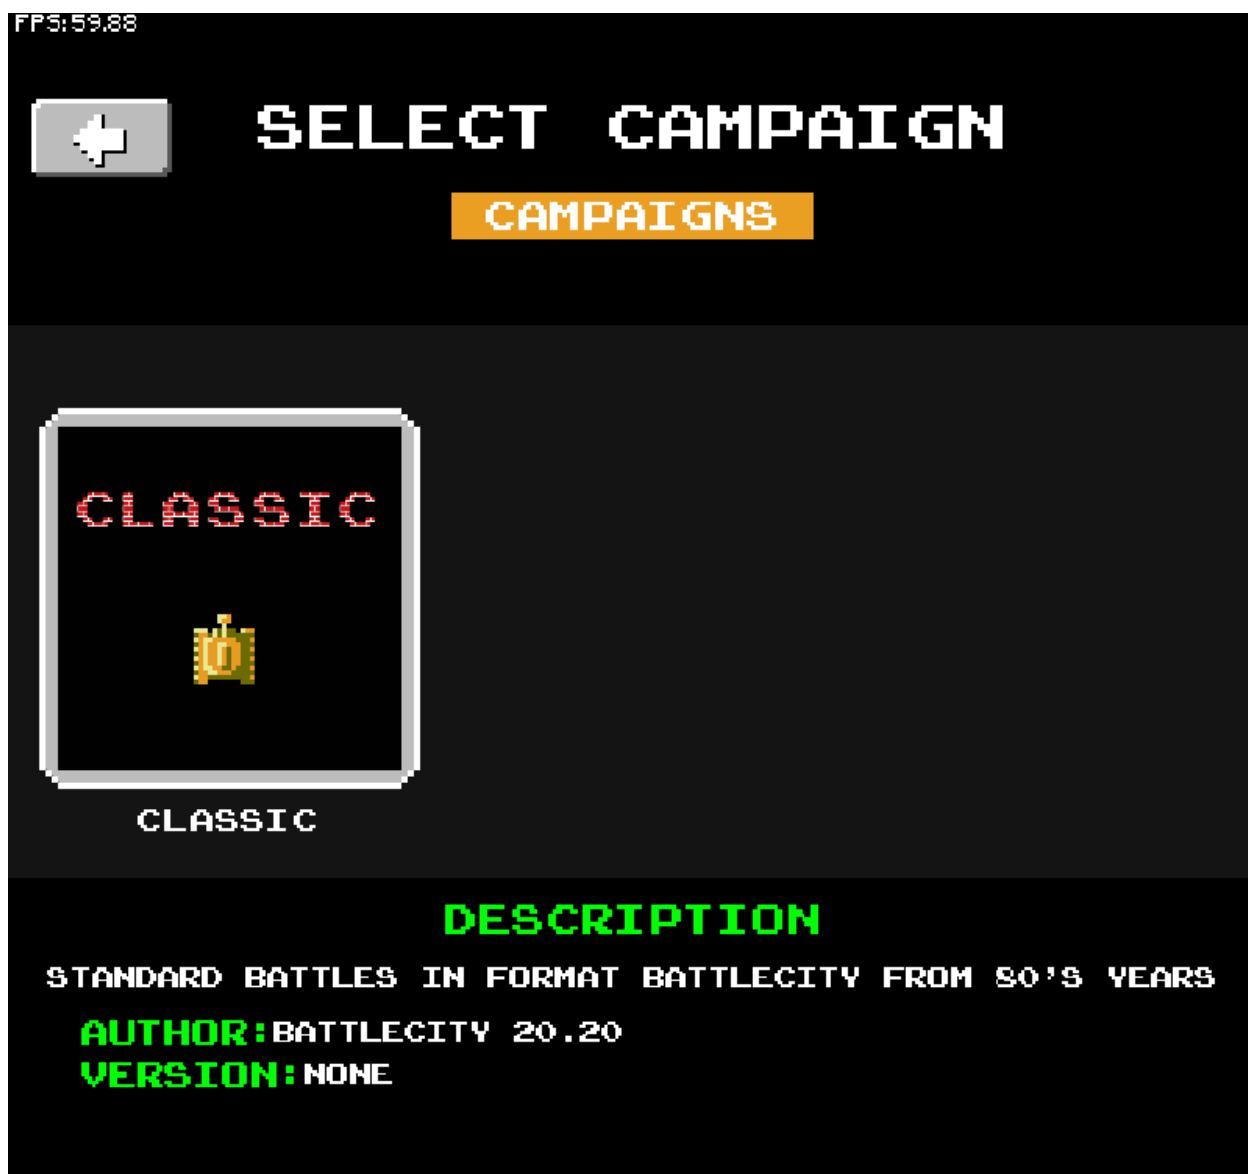 FPS:59.88
SELECT CAMPAIGN
CAMPAIGNS
CLASSIC
CLASSIC
DESCRIPTION
STANDARD BATTLES IN FORMAT BATTLECITY FROM 80'S YEARS
AUTHOR:BATTLECITY 20.20
VERSION:NONE